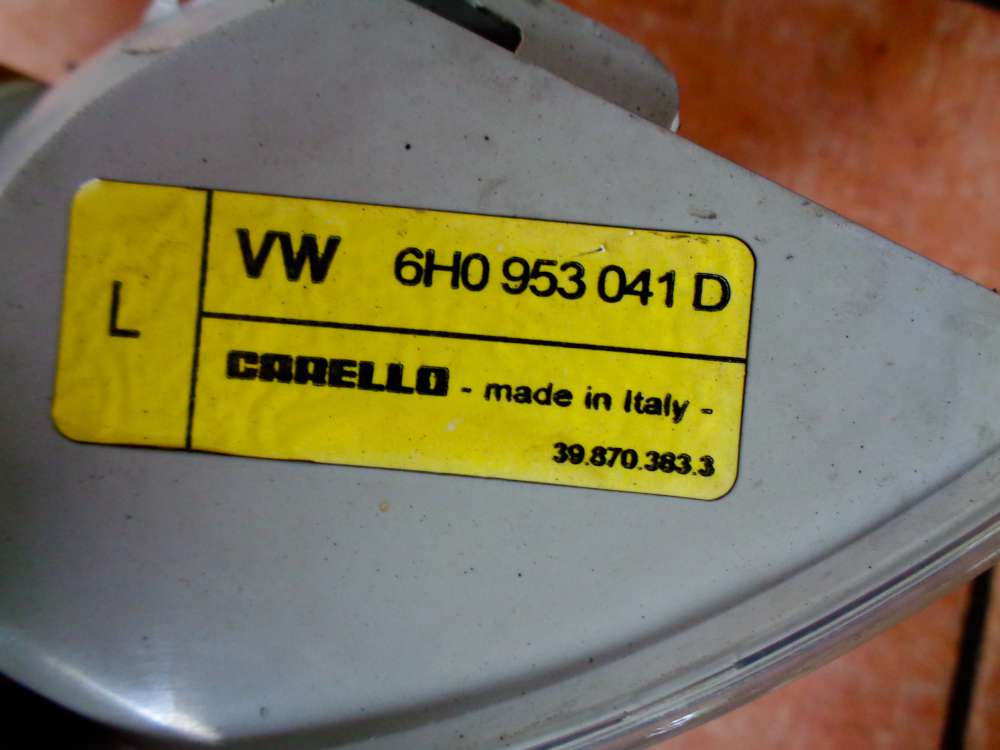 L
VW 6H0 953 041 D
CARELLO - made in Italy -
39.870.383.3